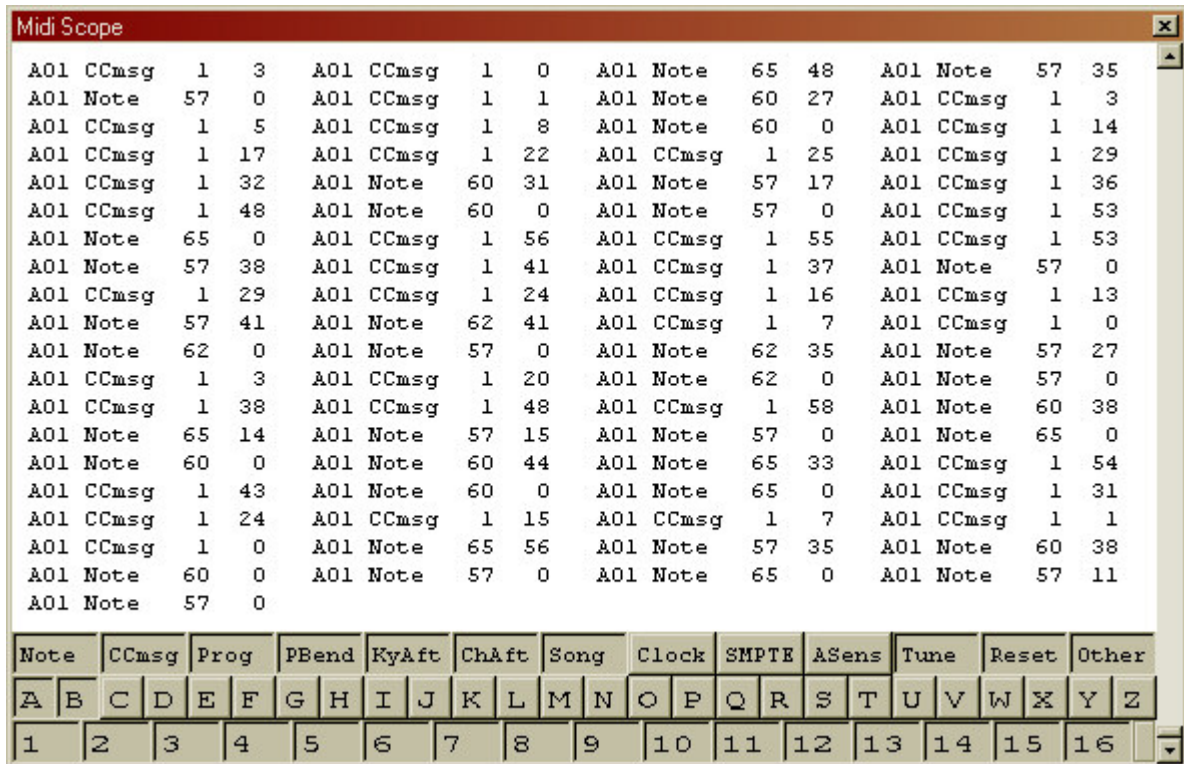 Midi Scope
A01 CCmsg 1 3 A01 CCmsg 1 0 A01 Note 65 48 A01 Note 57 35
A01 Note 57 0 A01 CCmsg 1 1 A01 Note 60 27 A01 CCmsg 1 3
A01 CCmsg 1 5 A01 CCmsg 1 8 A01 Note 60 0 A01 CCmsg 1 14
A01 CCmsg 1 17 A01 CCmsg 1 22 A01 CCmsg 1 25 A01 CCmsg 1 29
A01 CCmsg 1 32 A01 Note 60 31 A01 Note 57 17 A01 CCmsg 1 36
A01 CCmsg 1 48 A01 Note 60 0 A01 Note 57 0 A01 CCmsg 1 53
A01 Note 65 0 A01 CCmsg 1 56 A01 CCmsg 1 55 A01 CCmsg 1 53
A01 Note 57 38 A01 CCmsg 1 41 A01 CCmsg 1 37 A01 Note 57 0
A01 CCmsg 1 29 A01 CCmsg 1 24 A01 CCmsg 1 16 A01 CCmsg 1 13
A01 Note 57 41 A01 Note 62 41 A01 CCmsg 1 7 A01 CCmsg 1 0
A01 Note 62 0 A01 Note 57 0 A01 Note 62 35 A01 Note 57 27
A01 CCmsg 1 3 A01 CCmsg 1 20 A01 Note 62 0 A01 Note 57 0
A01 CCmsg 1 38 A01 CCmsg 1 48 A01 CCmsg 1 58 A01 Note 60 38
A01 Note 65 14 A01 Note 57 15 A01 Note 57 0 A01 Note 65 0
A01 Note 60 0 A01 Note 60 44 A01 Note 65 33 A01 CCmsg 1 54
A01 CCmsg 1 43 A01 Note 60 0 A01 Note 65 0 A01 CCmsg 1 31
A01 CCmsg 1 24 A01 CCmsg 1 15 A01 CCmsg 1 7 A01 CCmsg 1 1
A01 CCmsg 1 0 A01 Note 65 56 A01 Note 57 35 A01 Note 60 38
A01 Note 60 0 A01 Note 57 0 A01 Note 65 0 A01 Note 57 11
A01 Note 57 0
Note CCmsg Prog PBend KyAft ChAft Song Clock SMPTE ASens Tune Reset Other
A B C D E F G H I J K L M N O P Q R S T U V W X Y Z
1 2 3 4 5 6 7 8 9 10 11 12 13 14 15 16